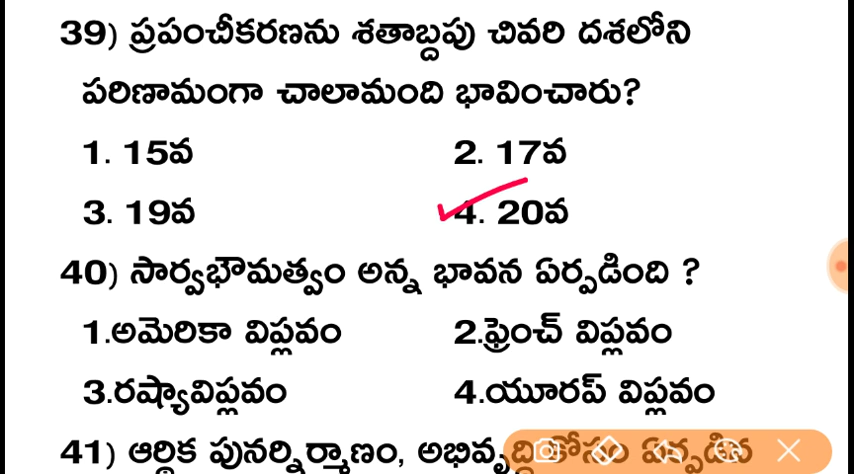 39) ప్రపంచీకరణను శతాబ్దపు చివరి దశలోని
పరిణామంగా చాలామంది భావించారు?
1. 15వ 2. 17వ
3. 19వ 4. 20వ
40) సార్వభౌమత్వం అన్న భావన ఏర్పడింది ?
1.అమెరికా విప్లవం 2.ఫ్రెంచ్ విప్లవం
3.రష్యావిప్లవం 4.యూరప్ విప్లవం
41) ఆర్థిక పునర్నిర్మాణం, అభివృద్ధి కోసం ఏర్పడిన